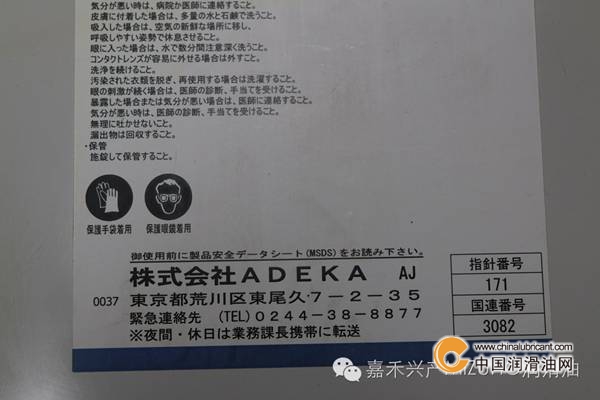 気分が悪い時は、病院か医師に連絡すること。
皮膚に付着した場合は、多量の水と石鹸で洗うこと。
吸入した場合は、空気の新鮮な場所に移し、
呼吸しやすい姿勢で休息させること。
眼に入った場合は、水で数分間注意深く洗うこと。
コンタクトレンズが容易に外せる場合は外すこと。
洗浄を続けること。
汚染された衣類を脱ぎ、再使用する場合は洗濯すること。
眼の刺激が続く場合は、医師の診断、手当てを受けること。
暴露した場合または気分が悪い場合は、医師に連絡すること。
気分が悪い時は、医師の診断、手当てを受けること。
無理に吐かせないこと。
漏出物は回収すること。
・保管
施錠して保管すること。
保護手袋着用
保護眼鏡着用
御使用前に製品安全データシート(MSDS)をお読み下さい。
株式会社ADEKA AJ
0037 東京都荒川区東尾久・7-2-35
緊急連絡先 (TEL)0244-38-8877
※夜間・休日は業務課長携帯に転送
指針番号
171
国連番号
3082
www.chinalubricant.com
中国润滑油网
嘉禾兴产 润滑油